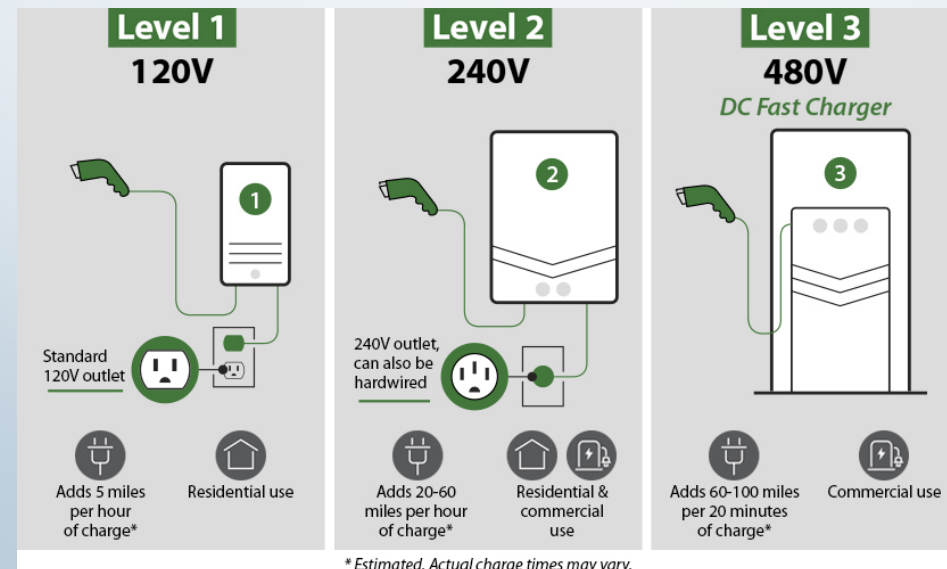 Level 1
120V
1
Standard
120V outlet
Adds 5 miles
per hour
of charge*
Residential use
Level 2
240V
2
240V outlet,
can also be
hardwired
Adds 20-60
miles per hour
of charge*
Residential &
commercial
use
Level 3
480V
DC Fast Charger
3
Adds 60-100 miles
per 20 minutes
of charge*
Commercial use
* Estimated. Actual charge times may vary.